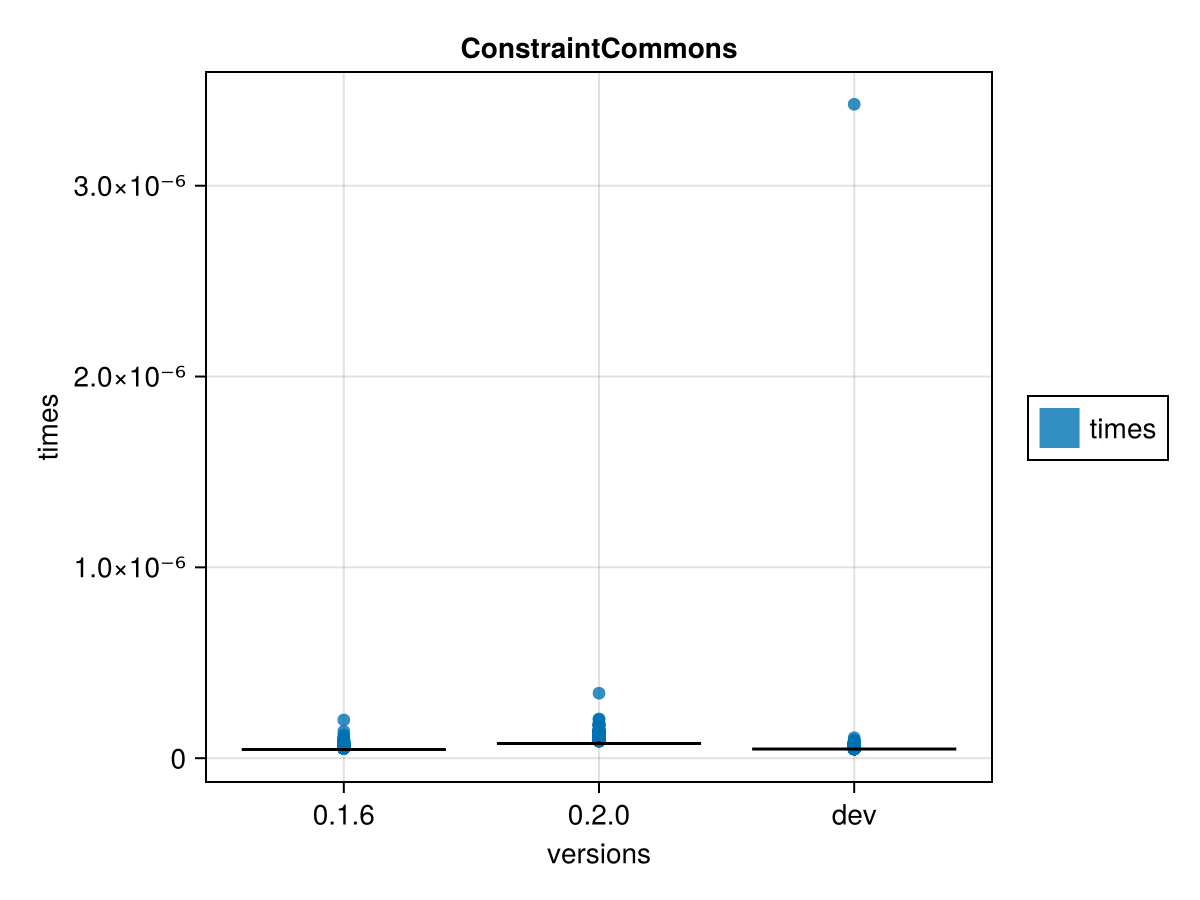 ConstraintCommons
3.0×10⁻⁶
2.0×10⁻⁶
1.0×10⁻⁶
0
times
0.1.6
0.2.0
dev
versions
times